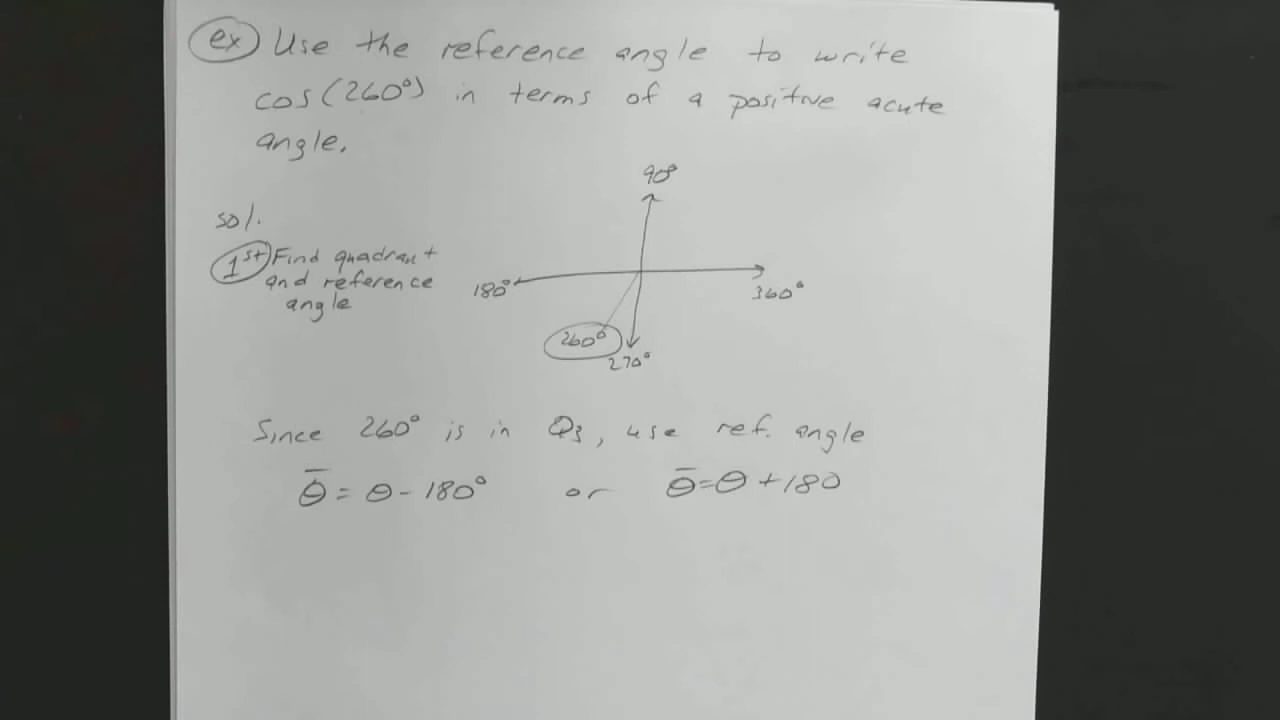 ex Use the reference angle to write
cos(260°) in terms of a positive acute
angle.
90°
sol.
1st Find quadrant
and reference
angle
180°
360°
260°
270°
Since 260° is in Q3, use ref. angle
θ̅ = θ - 180° or θ̅ = θ + 180